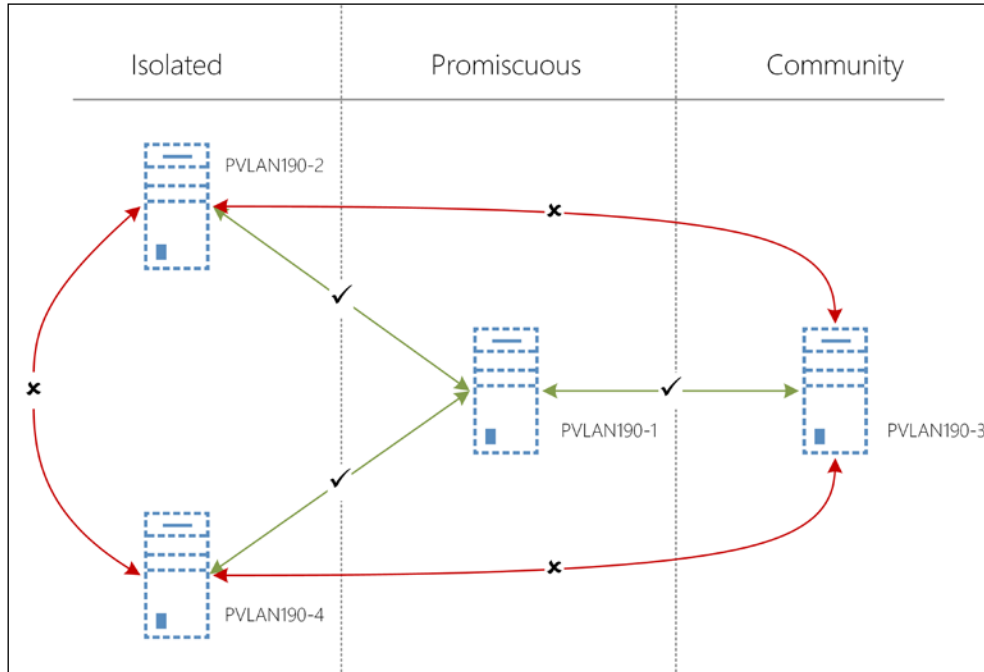 Isolated
Promiscuous
Community
PVLAN190-2
✘
✓
✘
✓
PVLAN190-1
PVLAN190-3
✓
✘
PVLAN190-4